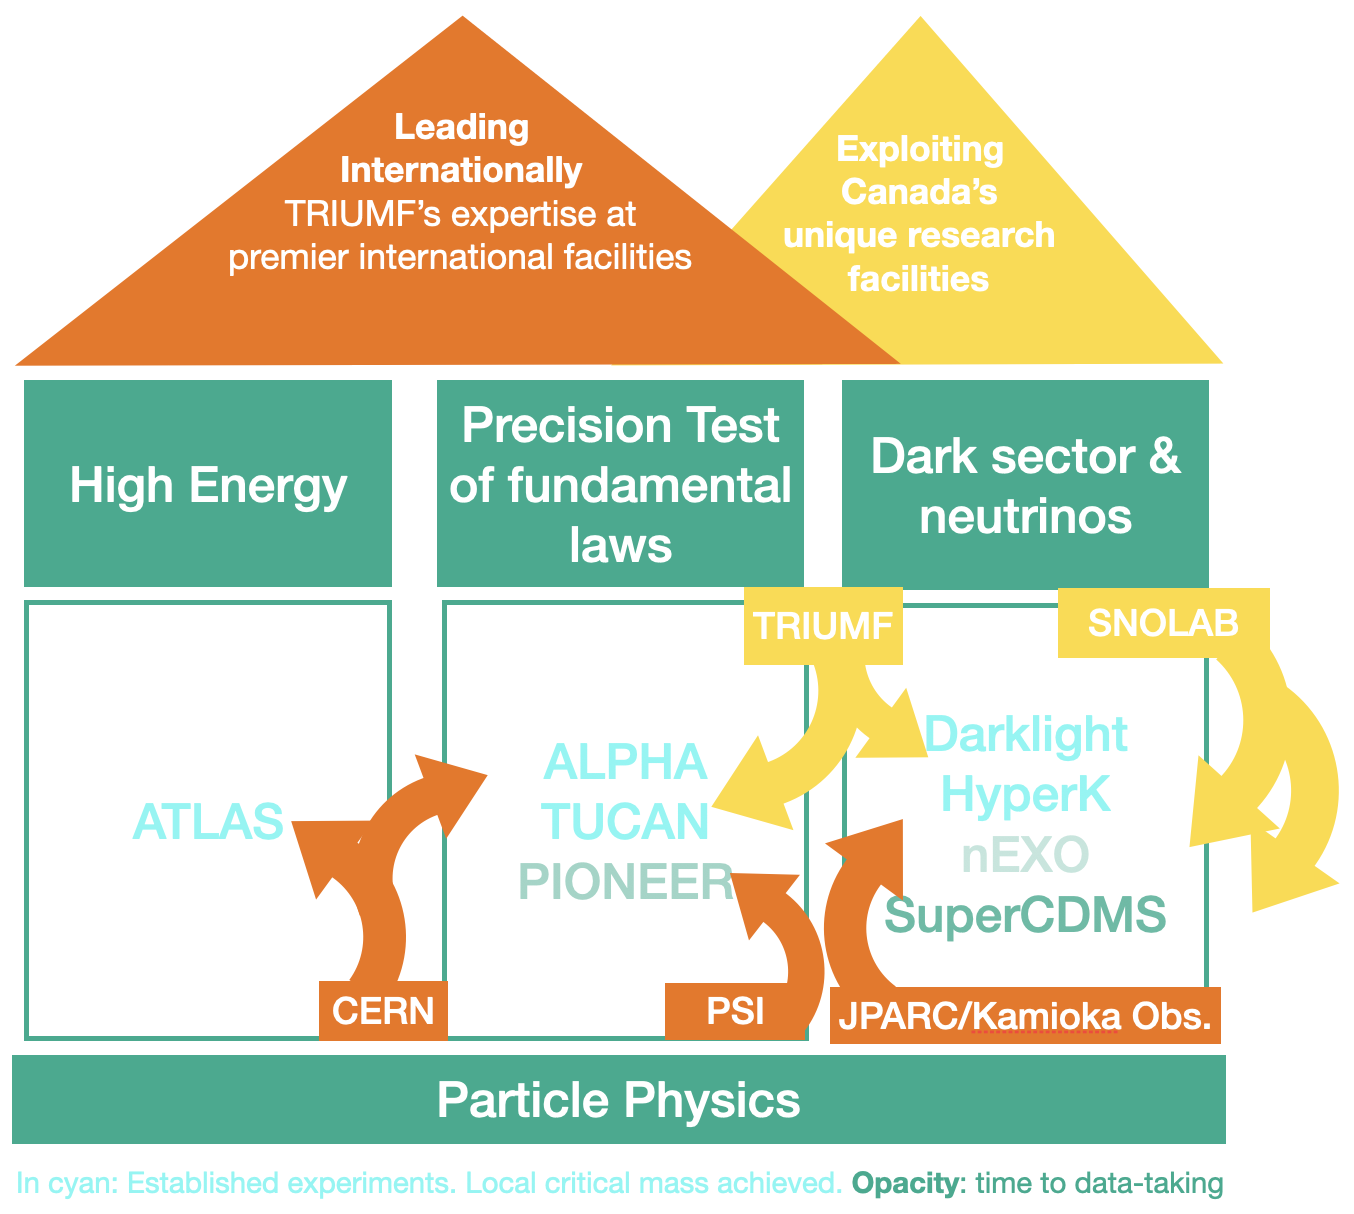 Leading
Internationally
TRIUMF’s expertise at
premier international facilities
Exploiting
Canada’s
unique research
facilities
High Energy
Precision Test
of fundamental
laws
Dark sector &
neutrinos
TRIUMF
SNOLAB
ATLAS
ALPHA
TUCAN
PIONEER
Darklight
HyperK
nEXO
SuperCDMS
CERN
PSI
JPARC/Kamioka Obs.
Particle Physics
In cyan: Established experiments. Local critical mass achieved. Opacity: time to data-taking